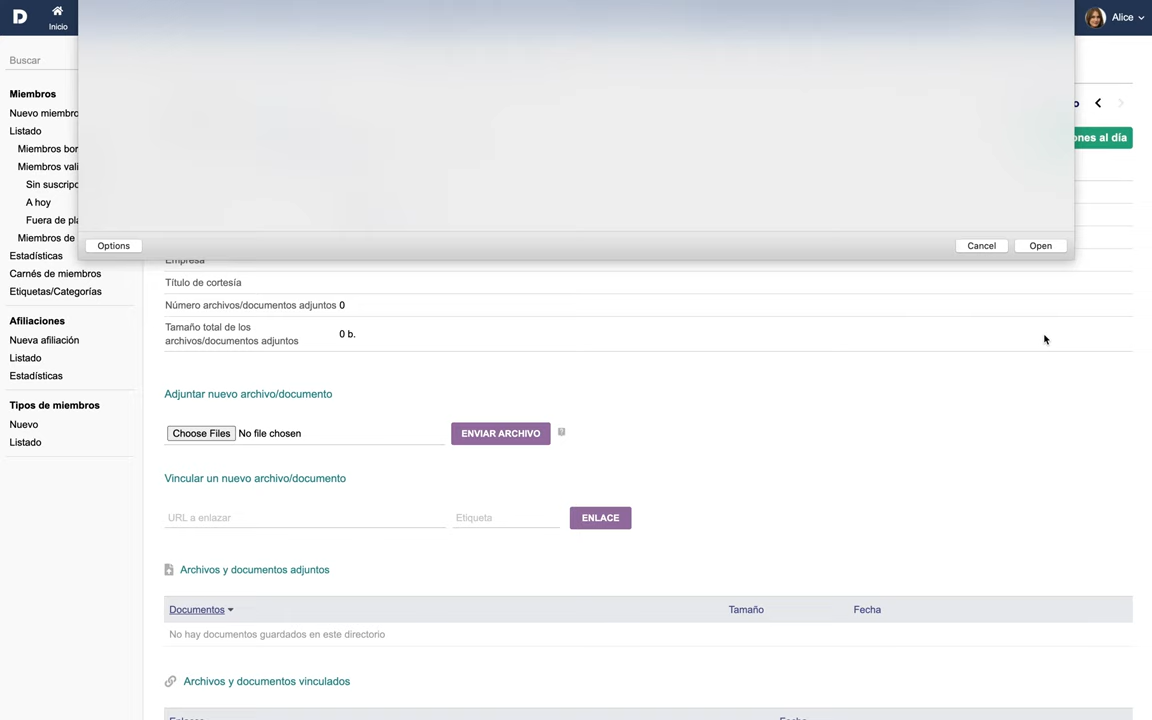 D
Inicio
Alice
Buscar
Miembros
Nuevo miembro
Listado
Miembros bor
Miembros vali
Sin suscripc
A hoy
Fuera de pla
Miembros de
Estadísticas
Carnés de miembros
Etiquetas/Categorías
Afiliaciones
Nueva afiliación
Listado
Estadísticas
Tipos de miembros
Nuevo
Listado
Options
Cancel
Open
o
ones al día
Empresa
Título de cortesía
Número archivos/documentos adjuntos 0
Tamaño total de los
archivos/documentos adjuntos
0 b.
Adjuntar nuevo archivo/documento
Choose Files No file chosen
ENVIAR ARCHIVO
?
Vincular un nuevo archivo/documento
URL a enlazar
Etiqueta
ENLACE
Archivos y documentos adjuntos
Documentos
Tamaño
Fecha
No hay documentos guardados en este directorio
Archivos y documentos vinculados
Enlaces
Fecha